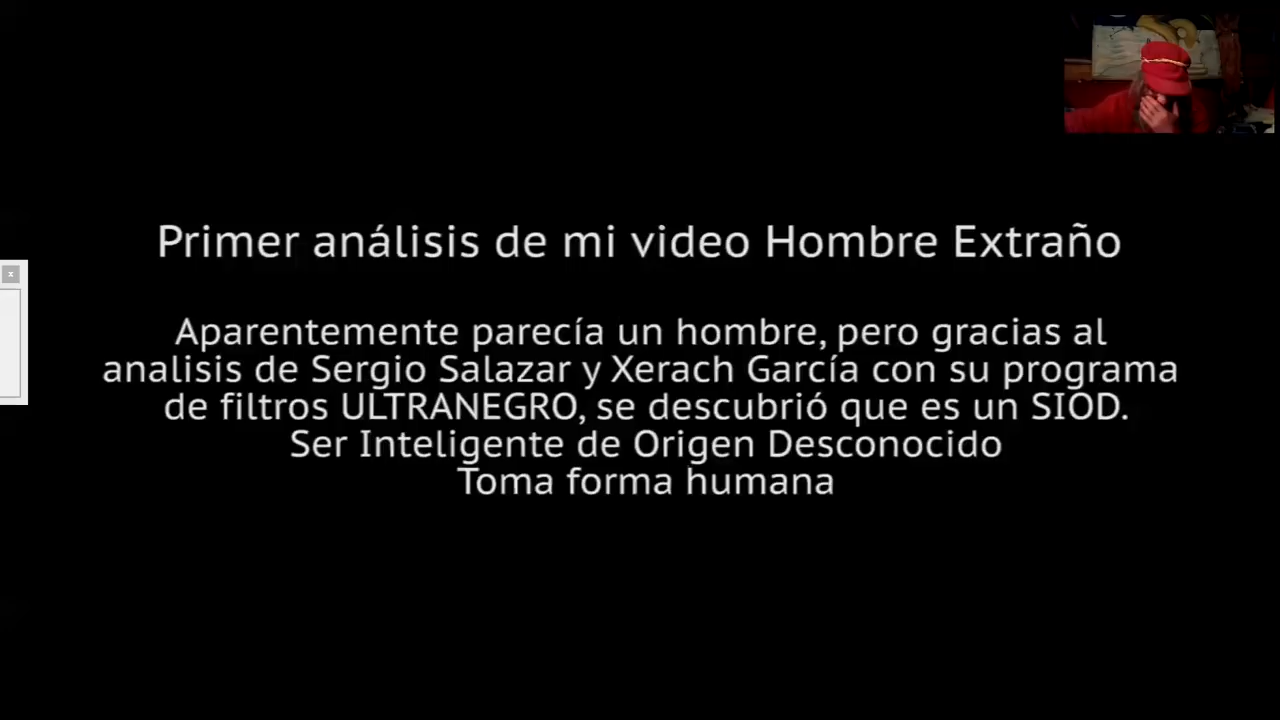 Primer análisis de mi video Hombre Extraño
Aparentemente parecía un hombre, pero gracias al
analisis de Sergio Salazar y Xerach García con su programa
de filtros ULTRANEGRO, se descubrió que es un SIOD.
Ser Inteligente de Origen Desconocido
Toma forma humana